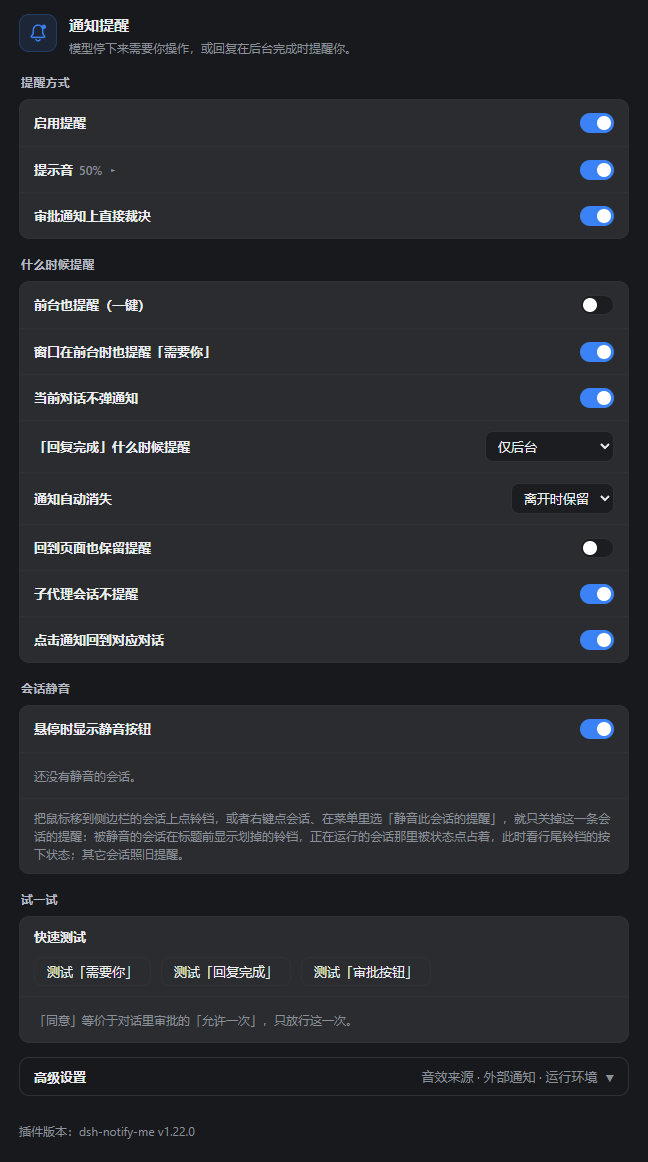 通知提醒
模型停下来需要你操作，或回复在后台完成时提醒你。
提醒方式
启用提醒
提示音 50% ▸
审批通知上直接裁决
什么时候提醒
前台也提醒（一键）
窗口在前台时也提醒「需要你」
当前对话不弹通知
「回复完成」什么时候提醒 仅后台
通知自动消失 离开时保留
回到页面也保留提醒
子代理会话不提醒
点击通知回到对应对话
会话静音
悬停时显示静音按钮
还没有静音的会话。
把鼠标移到侧边栏的会话上点铃铛，或者右键点会话、在菜单里选「静音此会话的提醒」，就只关掉这一条会
话的提醒；被静音的会话在标题前显示划掉的铃铛，正在运行的会话那里被状态点占着，此时看行尾铃铛的按
下状态；其它会话照旧提醒。
试一试
快速测试
测试「需要你」 测试「回复完成」 测试「审批按钮」
「同意」等价于对话里审批的「允许一次」，只放行这一次。
高级设置 音效来源 · 外部通知 · 运行环境 ▼
插件版本：dsh-notify-me v1.22.0